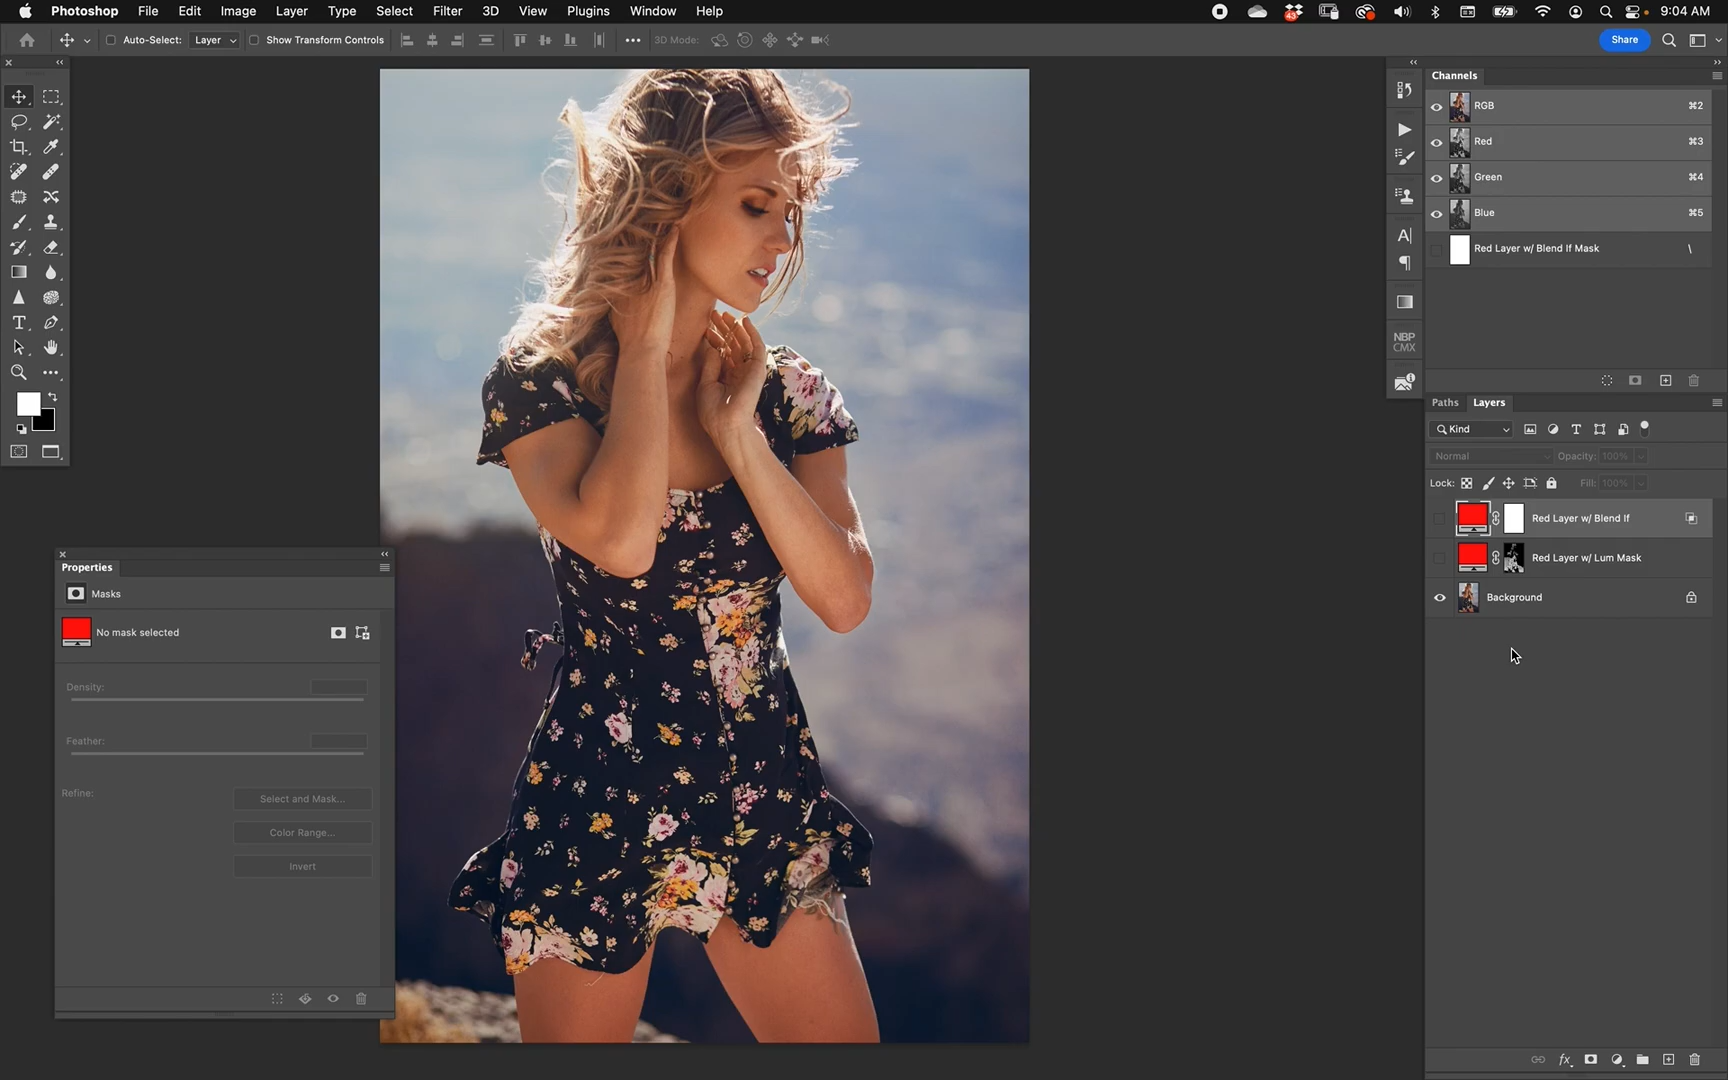 Photoshop File Edit Image Layer Type Select Filter 3D View Plugins Window Help 43 9:04 AM
Auto-Select: Layer Show Transform Controls 3D Mode: Share
Channels
RGB ⌘2
Red ⌘3
Green ⌘4
Blue ⌘5
Red Layer w/ Blend If Mask \
NBP
CMX
Paths Layers
Kind
Normal Opacity: 100%
Lock: Fill: 100%
Red Layer w/ Blend If
Red Layer w/ Lum Mask
Background
Properties
Masks
No mask selected
Density:
Feather:
Refine:
Select and Mask...
Color Range...
Invert
fx